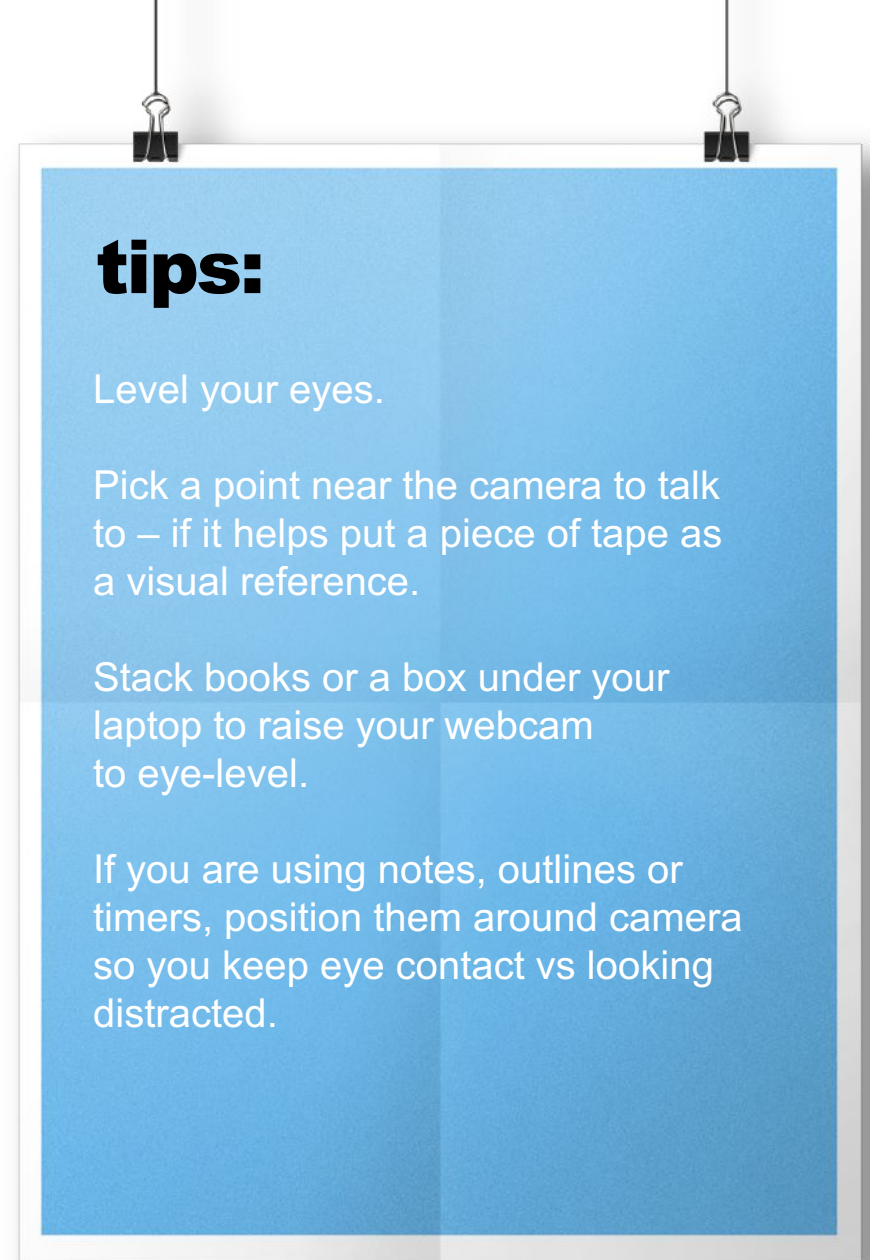 tips:
Level your eyes.
Pick a point near the camera to talk
to – if it helps put a piece of tape as
a visual reference.
Stack books or a box under your
laptop to raise your webcam
to eye-level.
If you are using notes, outlines or
timers, position them around camera
so you keep eye contact vs looking
distracted.